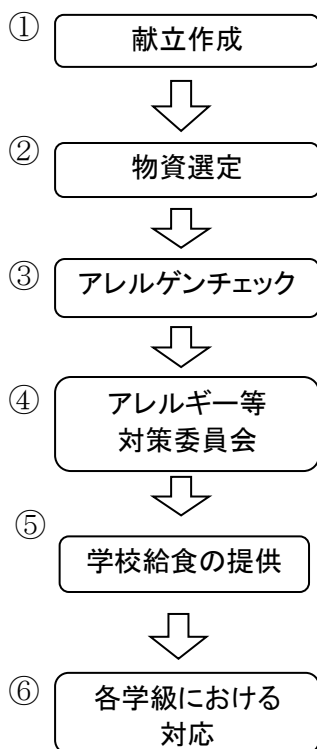 ① 献立作成
② 物資選定
③ アレルゲンチェック
④ アレルギー等
対策委員会
⑤ 学校給食の提供
⑥ 各学級における
対応